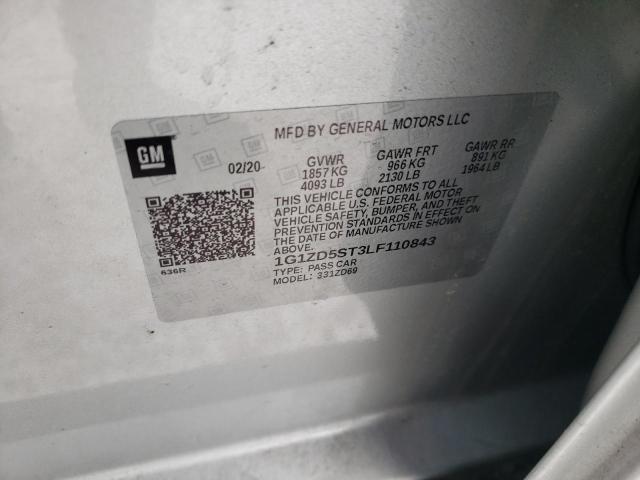 GM
MFD BY GENERAL MOTORS LLC
02/20
GVWR GAWR FRT GAWR RR
1857 KG 966 KG 891 KG
4093 LB 2130 LB 1964 LB
THIS VEHICLE CONFORMS TO ALL
APPLICABLE U.S. FEDERAL MOTOR
VEHICLE SAFETY, BUMPER, AND THEFT
PREVENTION STANDARDS IN EFFECT ON
THE DATE OF MANUFACTURE SHOWN
ABOVE.
1G1ZD5ST3LF110843
TYPE: PASS CAR
MODEL: 331ZD69
636R